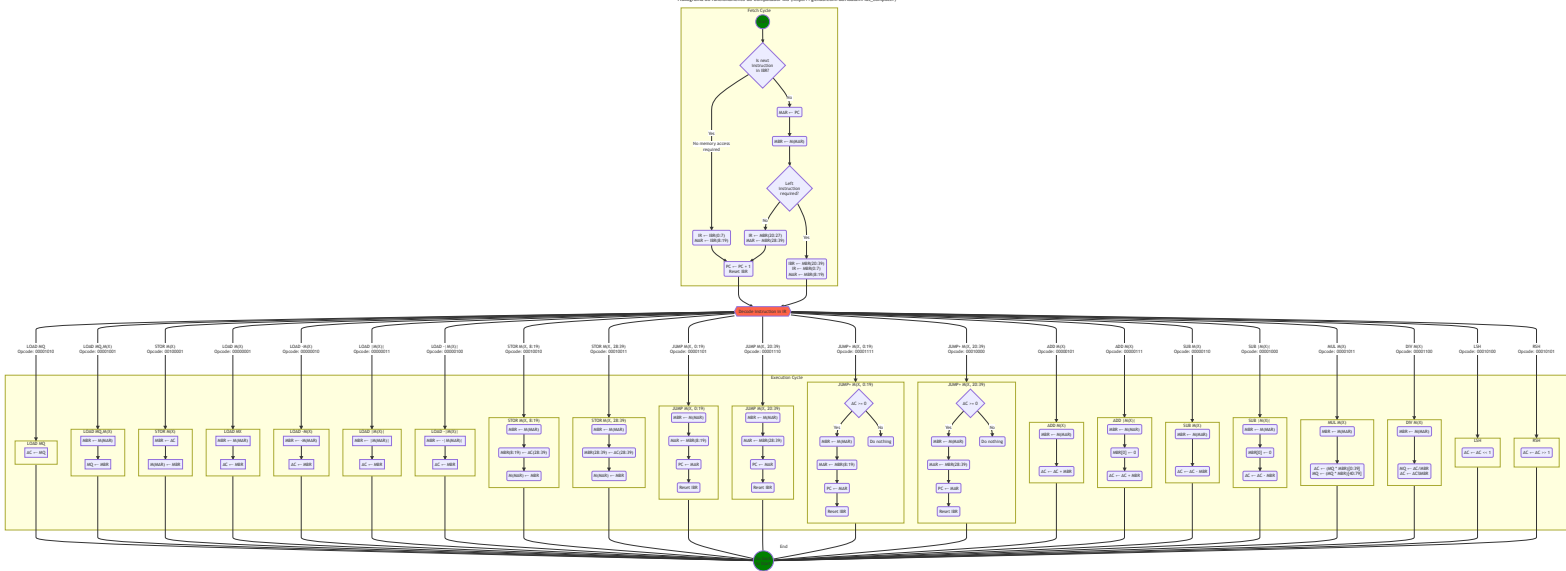 Fetch Cycle
Is next
instruction
in IBR?
Yes
No memory access
required
No
MAR ← PC
MBR ← M(MAR)
Left
instruction
required?
No
Yes
IR ← IBR(0:7)
MAR ← IBR(8:19)
IR ← MBR(20:27)
MAR ← MBR(28:39)
IBR ← MBR(20:39)
IR ← MBR(0:7)
MAR ← MBR(8:19)
PC ← PC + 1
Reset IBR
Decode instruction in IR
LOAD MQ
Opcode: 00001010
LOAD MQ,M(X)
Opcode: 00001001
STOR M(X)
Opcode: 00100001
LOAD M(X)
Opcode: 00000001
LOAD -M(X)
Opcode: 00000010
LOAD |M(X)|
Opcode: 00000011
LOAD -|M(X)|
Opcode: 00000100
STOR M(X, 8:19)
Opcode: 00010010
STOR M(X, 28:39)
Opcode: 00010011
JUMP M(X, 0:19)
Opcode: 00001101
JUMP M(X, 20:39)
Opcode: 00001110
JUMP+ M(X, 0:19)
Opcode: 00001111
JUMP+ M(X, 20:39)
Opcode: 00010000
ADD M(X)
Opcode: 00000101
ADD |M(X)|
Opcode: 00000111
SUB M(X)
Opcode: 00000110
SUB |M(X)|
Opcode: 00001000
MUL M(X)
Opcode: 00001011
DIV M(X)
Opcode: 00001100
LSH
Opcode: 00010100
RSH
Opcode: 00010101
Execution Cycle
LOAD MQ
AC ← MQ
LOAD MQ,M(X)
MBR ← M(MAR)
MQ ← MBR
STOR M(X)
MBR ← AC
M(MAR) ← MBR
LOAD MX
MBR ← M(MAR)
AC ← MBR
LOAD -M(X)
MBR ← -M(MAR)
AC ← MBR
LOAD |M(X)|
MBR ← |M(MAR)|
AC ← MBR
LOAD -|M(X)|
MBR ← -|M(MAR)|
AC ← MBR
STOR M(X, 8:19)
MBR ← M(MAR)
MBR(8:19) ← AC(28:39)
M(MAR) ← MBR
STOR M(X, 28:39)
MBR ← M(MAR)
MBR(28:39) ← AC(28:39)
M(MAR) ← MBR
JUMP M(X, 0:19)
MBR ← M(MAR)
MAR ← MBR(8:19)
PC ← MAR
Reset IBR
JUMP M(X, 20:39)
MBR ← M(MAR)
MAR ← MBR(28:39)
PC ← MAR
Reset IBR
JUMP+ M(X, 0:19)
AC >= 0
Yes
No
MBR ← M(MAR)
Do nothing
MAR ← MBR(8:19)
PC ← MAR
Reset IBR
JUMP+ M(X, 20:39)
AC >= 0
Yes
No
MBR ← M(MAR)
Do nothing
MAR ← MBR(28:39)
PC ← MAR
Reset IBR
ADD M(X)
MBR ← M(MAR)
AC ← AC + MBR
ADD |M(X)|
MBR ← M(MAR)
MBR[0] ← 0
AC ← AC + MBR
SUB M(X)
MBR ← M(MAR)
AC ← AC - MBR
SUB |M(X)|
MBR ← M(MAR)
MBR[0] ← 0
AC ← AC - MBR
MUL M(X)
MBR ← M(MAR)
AC ← (MQ * MBR)[0:39]
MQ ← (MQ * MBR)[40:79]
DIV M(X)
MBR ← M(MAR)
MQ ← AC/MBR
AC ← AC%MBR
LSH
AC ← AC << 1
RSH
AC ← AC >> 1
End